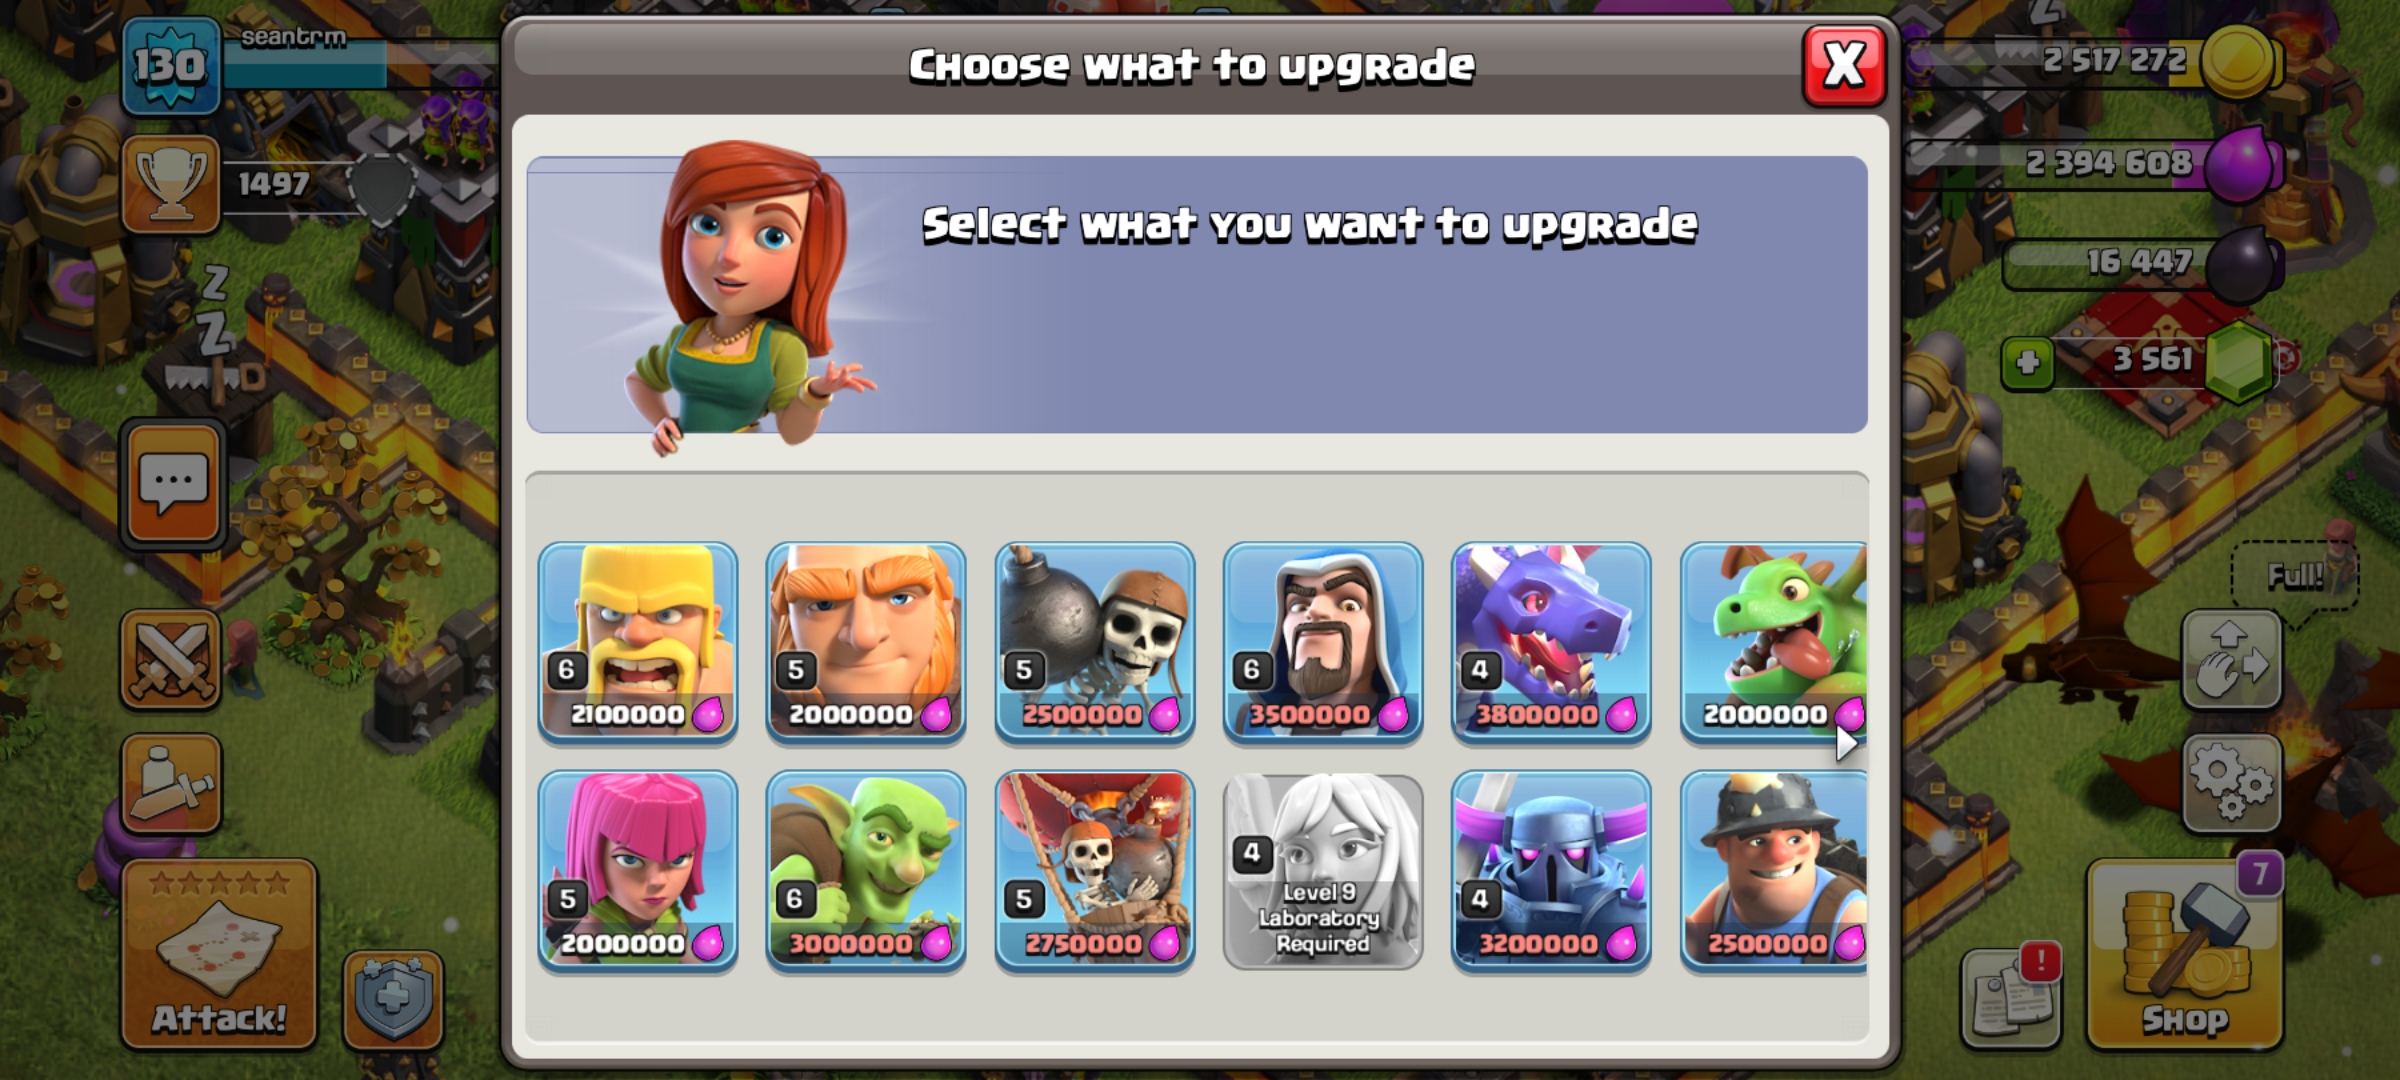 130
seantrm
Choose what to upgrade
X
2 517 272
1497
2 394 608
Select what you want to upgrade
16 447
Z
Z
3 561
Full!
6
2100000
5
2000000
5
2500000
6
3500000
4
3800000
2000000
5
2000000
6
3000000
5
2750000
4
Level 9
Laboratory
Required
4
3200000
2500000
7
!
Attack!
Shop